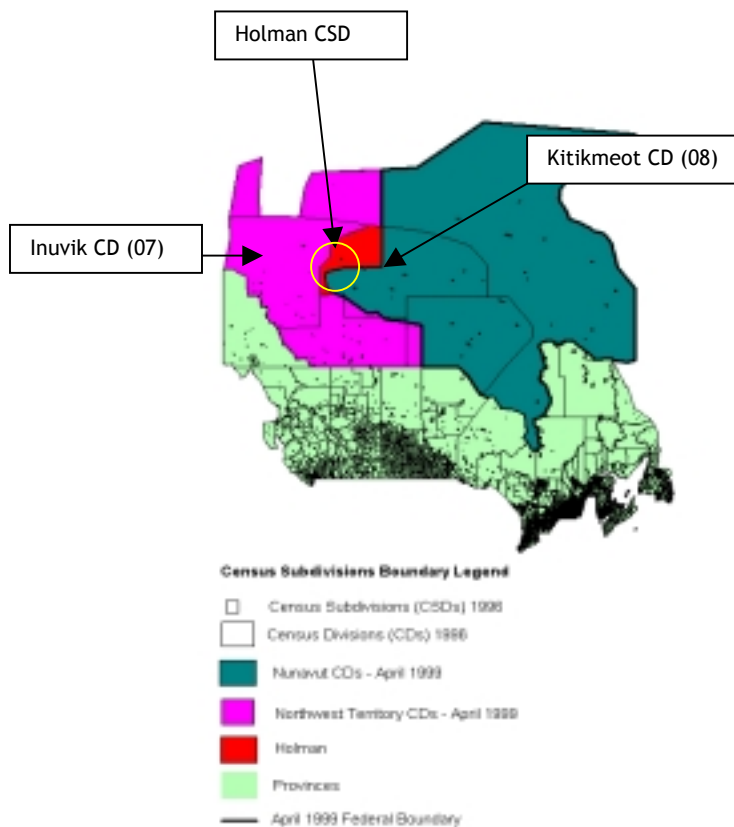 Holman CSD
Kitikmeot CD (08)
Inuvik CD (07)
Census Subdivisions Boundary Legend
Census Subdivisions (CSDs) 1996
Census Divisions (CDs) 1996
Nunavut CDs - April 1999
Northwest Territory CDs - April 1999
Holman
Provinces
April 1999 Federal Boundary